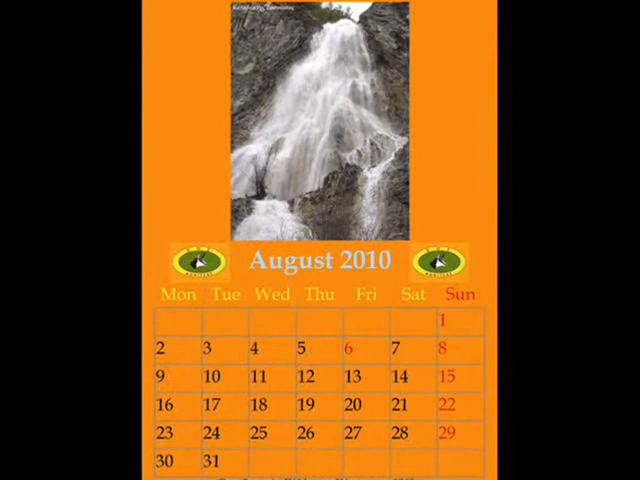 August 2010
Mon Tue Wed Thu Fri Sat Sun
1
2 3 4 5 6 7 8
9 10 11 12 13 14 15
16 17 18 19 20 21 22
23 24 25 26 27 28 29
30 31